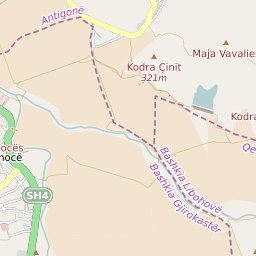 Antigonë
Maja Vavalie
Kodra Çinit
321m
Kodra
ocës
nocë
Qe
SH4
Bashkia Libohovë
Bashkia Gjirokastër